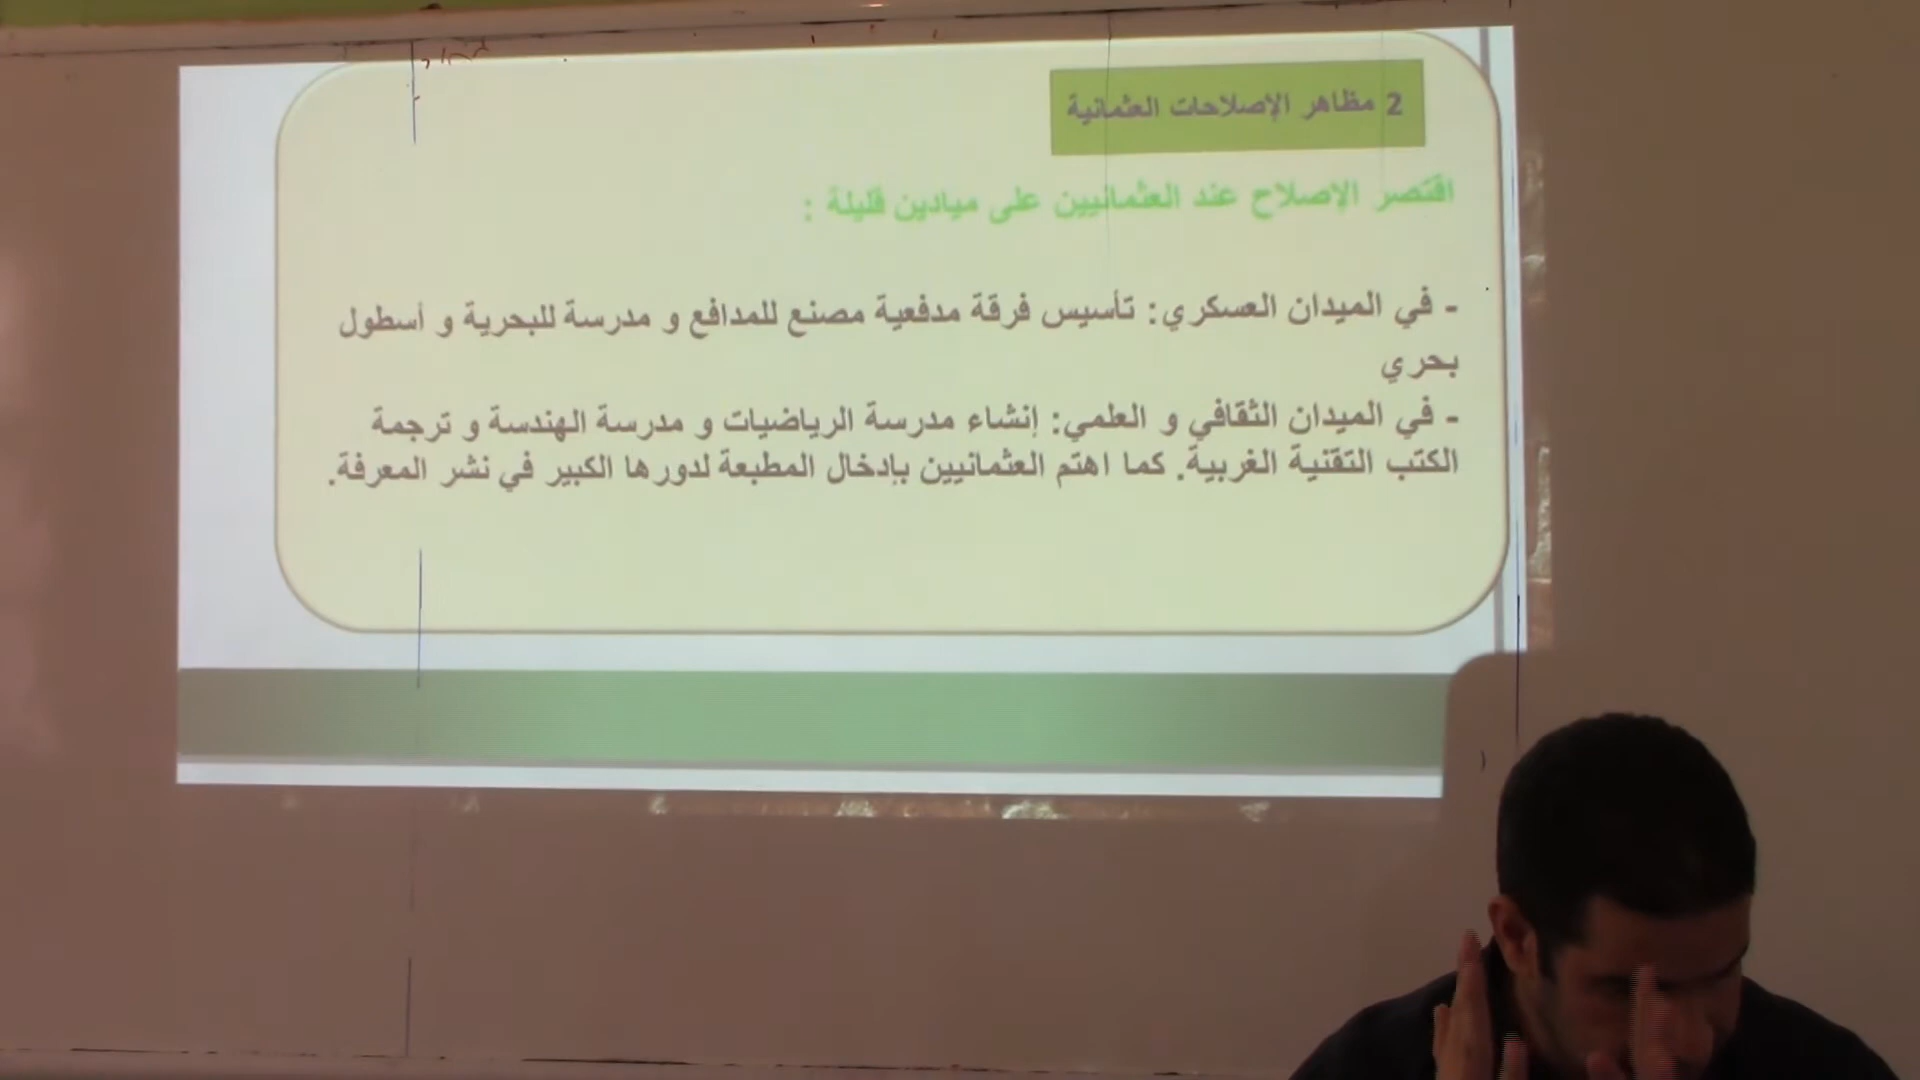 2 مظاهر الإصلاحات العثمانية
اقتصر الإصلاح عند العثمانيين على ميادين قليلة :
- في الميدان العسكري: تأسيس فرقة مدفعية مصنع للمدافع و مدرسة للبحرية و أسطول
بحري
- في الميدان الثقافي و العلمي: إنشاء مدرسة الرياضيات و مدرسة الهندسة و ترجمة
الكتب التقنية الغربية. كما اهتم العثمانيين بإدخال المطبعة لدورها الكبير في نشر المعرفة.